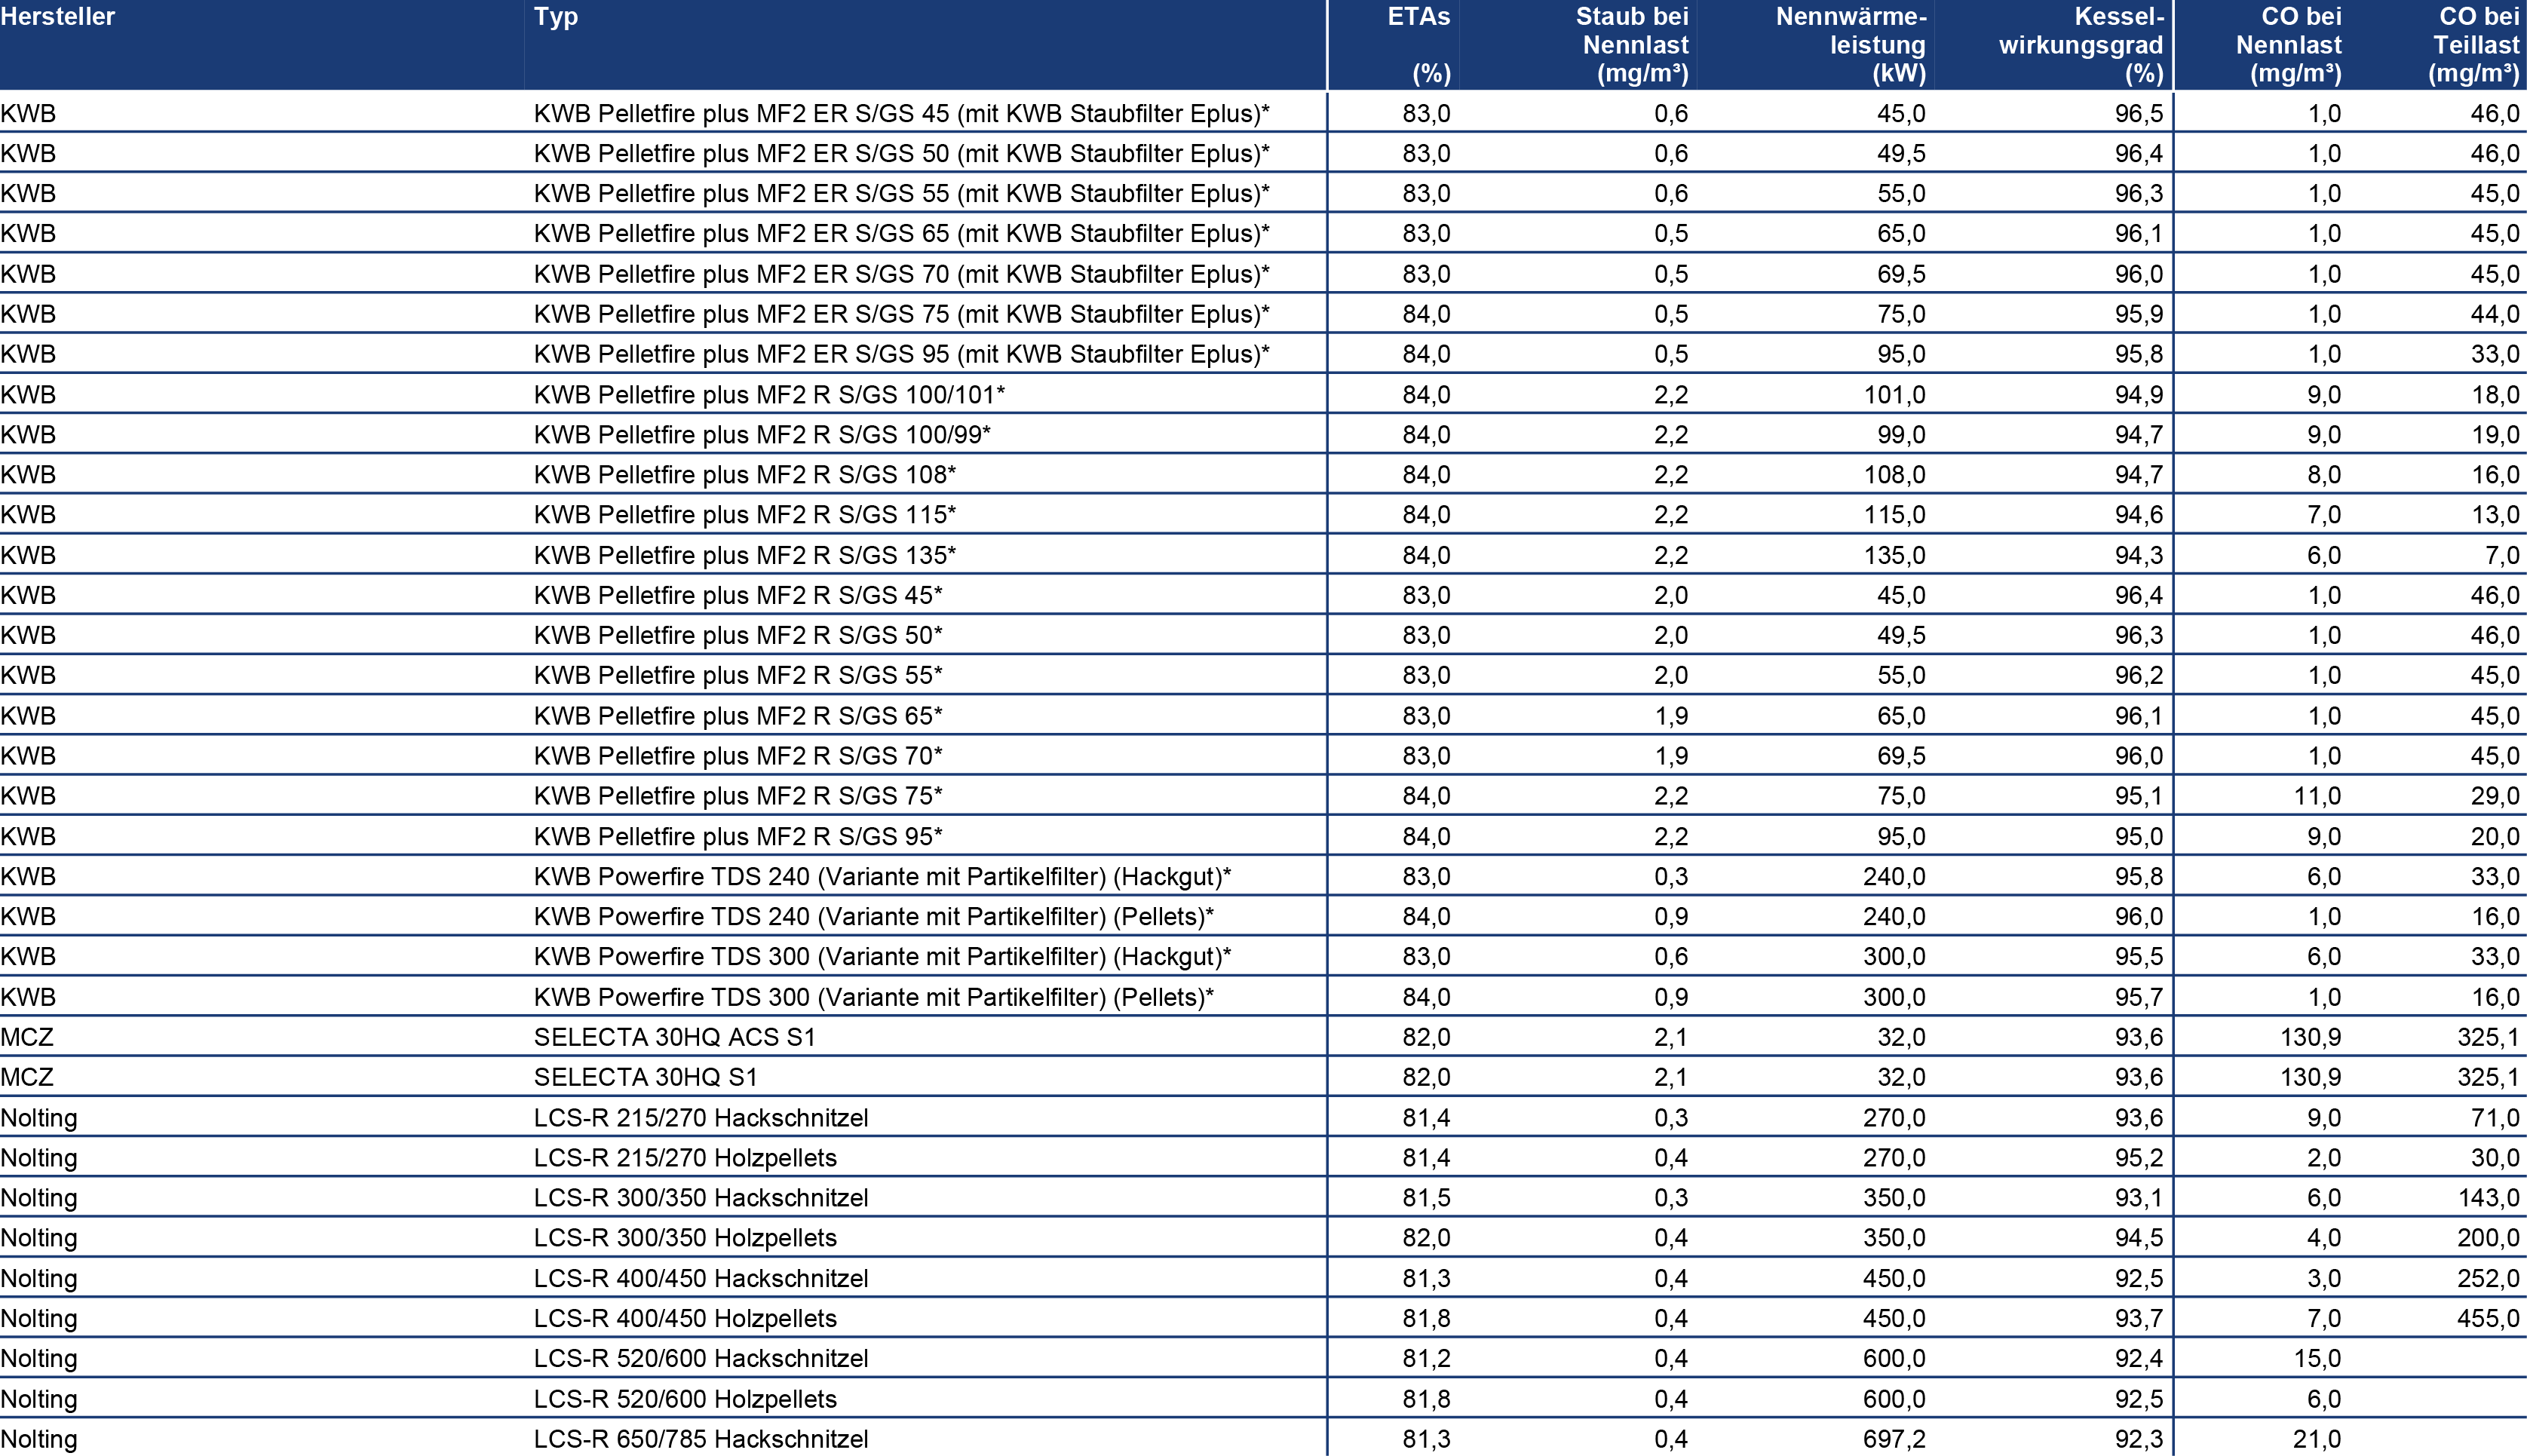 Hersteller Typ ETAs (%) Staub bei Nennlast (mg/m³) Nennwärme-leistung (kW) Kessel-wirkungsgrad (%) CO bei Nennlast (mg/m³) CO bei Teillast (mg/m³)
KWB KWB Pelletfire plus MF2 ER S/GS 45 (mit KWB Staubfilter Eplus)* 83,0 0,6 45,0 96,5 1,0 46,0
KWB KWB Pelletfire plus MF2 ER S/GS 50 (mit KWB Staubfilter Eplus)* 83,0 0,6 49,5 96,4 1,0 46,0
KWB KWB Pelletfire plus MF2 ER S/GS 55 (mit KWB Staubfilter Eplus)* 83,0 0,6 55,0 96,3 1,0 45,0
KWB KWB Pelletfire plus MF2 ER S/GS 65 (mit KWB Staubfilter Eplus)* 83,0 0,5 65,0 96,1 1,0 45,0
KWB KWB Pelletfire plus MF2 ER S/GS 70 (mit KWB Staubfilter Eplus)* 83,0 0,5 69,5 96,0 1,0 45,0
KWB KWB Pelletfire plus MF2 ER S/GS 75 (mit KWB Staubfilter Eplus)* 84,0 0,5 75,0 95,9 1,0 44,0
KWB KWB Pelletfire plus MF2 ER S/GS 95 (mit KWB Staubfilter Eplus)* 84,0 0,5 95,0 95,8 1,0 33,0
KWB KWB Pelletfire plus MF2 R S/GS 100/101* 84,0 2,2 101,0 94,9 9,0 18,0
KWB KWB Pelletfire plus MF2 R S/GS 100/99* 84,0 2,2 99,0 94,7 9,0 19,0
KWB KWB Pelletfire plus MF2 R S/GS 108* 84,0 2,2 108,0 94,7 8,0 16,0
KWB KWB Pelletfire plus MF2 R S/GS 115* 84,0 2,2 115,0 94,6 7,0 13,0
KWB KWB Pelletfire plus MF2 R S/GS 135* 84,0 2,2 135,0 94,3 6,0 7,0
KWB KWB Pelletfire plus MF2 R S/GS 45* 83,0 2,0 45,0 96,4 1,0 46,0
KWB KWB Pelletfire plus MF2 R S/GS 50* 83,0 2,0 49,5 96,3 1,0 46,0
KWB KWB Pelletfire plus MF2 R S/GS 55* 83,0 2,0 55,0 96,2 1,0 45,0
KWB KWB Pelletfire plus MF2 R S/GS 65* 83,0 1,9 65,0 96,1 1,0 45,0
KWB KWB Pelletfire plus MF2 R S/GS 70* 83,0 1,9 69,5 96,0 1,0 45,0
KWB KWB Pelletfire plus MF2 R S/GS 75* 84,0 2,2 75,0 95,1 11,0 29,0
KWB KWB Pelletfire plus MF2 R S/GS 95* 84,0 2,2 95,0 95,0 9,0 20,0
KWB KWB Powerfire TDS 240 (Variante mit Partikelfilter) (Hackgut)* 83,0 0,3 240,0 95,8 6,0 33,0
KWB KWB Powerfire TDS 240 (Variante mit Partikelfilter) (Pellets)* 84,0 0,9 240,0 96,0 1,0 16,0
KWB KWB Powerfire TDS 300 (Variante mit Partikelfilter) (Hackgut)* 83,0 0,6 300,0 95,5 6,0 33,0
KWB KWB Powerfire TDS 300 (Variante mit Partikelfilter) (Pellets)* 84,0 0,9 300,0 95,7 1,0 16,0
MCZ SELECTA 30HQ ACS S1 82,0 2,1 32,0 93,6 130,9 325,1
MCZ SELECTA 30HQ S1 82,0 2,1 32,0 93,6 130,9 325,1
Nolting LCS-R 215/270 Hackschnitzel 81,4 0,3 270,0 93,6 9,0 71,0
Nolting LCS-R 215/270 Holzpellets 81,4 0,4 270,0 95,2 2,0 30,0
Nolting LCS-R 300/350 Hackschnitzel 81,5 0,3 350,0 93,1 6,0 143,0
Nolting LCS-R 300/350 Holzpellets 82,0 0,4 350,0 94,5 4,0 200,0
Nolting LCS-R 400/450 Hackschnitzel 81,3 0,4 450,0 92,5 3,0 252,0
Nolting LCS-R 400/450 Holzpellets 81,8 0,4 450,0 93,7 7,0 455,0
Nolting LCS-R 520/600 Hackschnitzel 81,2 0,4 600,0 92,4 15,0
Nolting LCS-R 520/600 Holzpellets 81,8 0,4 600,0 92,5 6,0
Nolting LCS-R 650/785 Hackschnitzel 81,3 0,4 697,2 92,3 21,0